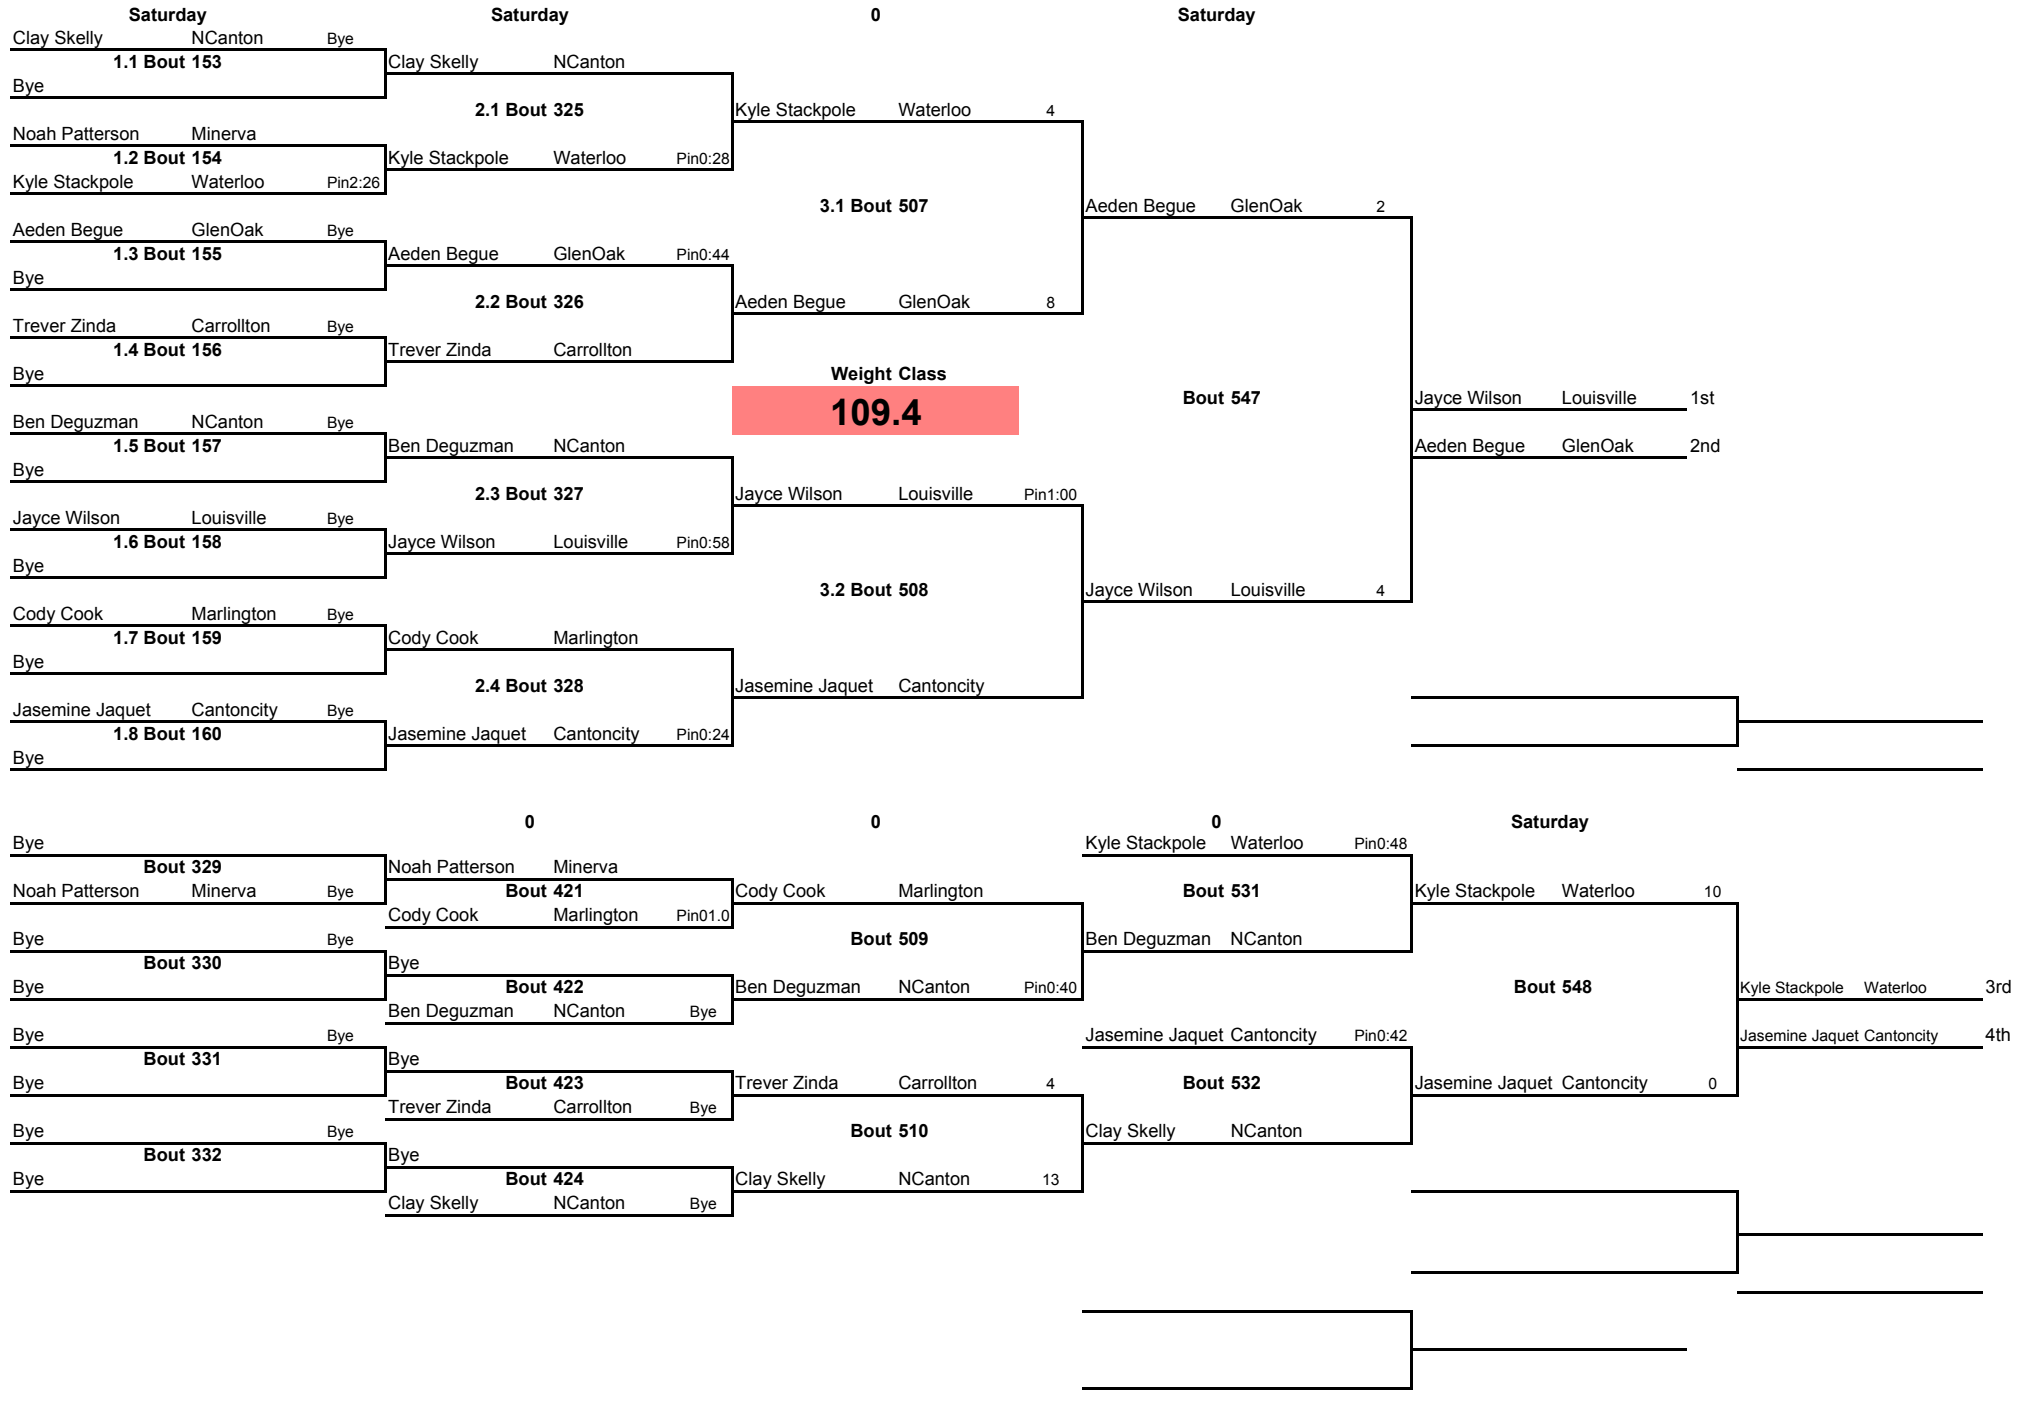 Saturday Saturday 0 Saturday
Clay Skelly NCanton Bye
1.1 Bout 153 Clay Skelly NCanton
Bye
2.1 Bout 325 Kyle Stackpole Waterloo 4
Noah Patterson Minerva
1.2 Bout 154 Kyle Stackpole Waterloo Pin0:28
Kyle Stackpole Waterloo Pin2:26
3.1 Bout 507 Aeden Begue GlenOak 2
Aeden Begue GlenOak Bye
1.3 Bout 155 Aeden Begue GlenOak Pin0:44
Bye
2.2 Bout 326 Aeden Begue GlenOak 8
Trever Zinda Carrollton Bye
1.4 Bout 156 Trever Zinda Carrollton
Bye Weight Class
109.4 Bout 547 Jayce Wilson Louisville 1st
Ben Deguzman NCanton Bye
1.5 Bout 157 Ben Deguzman NCanton Aeden Begue GlenOak 2nd
Bye
2.3 Bout 327 Jayce Wilson Louisville Pin1:00
Jayce Wilson Louisville Bye
1.6 Bout 158 Jayce Wilson Louisville Pin0:58
Bye
3.2 Bout 508 Jayce Wilson Louisville 4
Cody Cook Marlington Bye
1.7 Bout 159 Cody Cook Marlington
Bye
2.4 Bout 328 Jasemine Jaquet Cantoncity
Jasemine Jaquet Cantoncity Bye
1.8 Bout 160 Jasemine Jaquet Cantoncity Pin0:24
Bye
0 0 0 Saturday
Bye Kyle Stackpole Waterloo Pin0:48
Bout 329 Noah Patterson Minerva
Noah Patterson Minerva Bye Bout 421 Cody Cook Marlington Bout 531 Kyle Stackpole Waterloo 10
Cody Cook Marlington Pin01.0
Bye Bye Bout 509 Ben Deguzman NCanton
Bout 330 Bye
Bye Bout 422 Ben Deguzman NCanton Pin0:40 Bout 548 Kyle Stackpole Waterloo 3rd
Ben Deguzman NCanton Bye
Bye Bye Jasemine Jaquet Cantoncity Pin0:42 Jasemine Jaquet Cantoncity 4th
Bout 331 Bye
Bye Bout 423 Trever Zinda Carrollton 4 Bout 532 Jasemine Jaquet Cantoncity 0
Trever Zinda Carrollton Bye
Bye Bye Bout 510 Clay Skelly NCanton
Bout 332 Bye
Bye Bout 424 Clay Skelly NCanton 13
Clay Skelly NCanton Bye